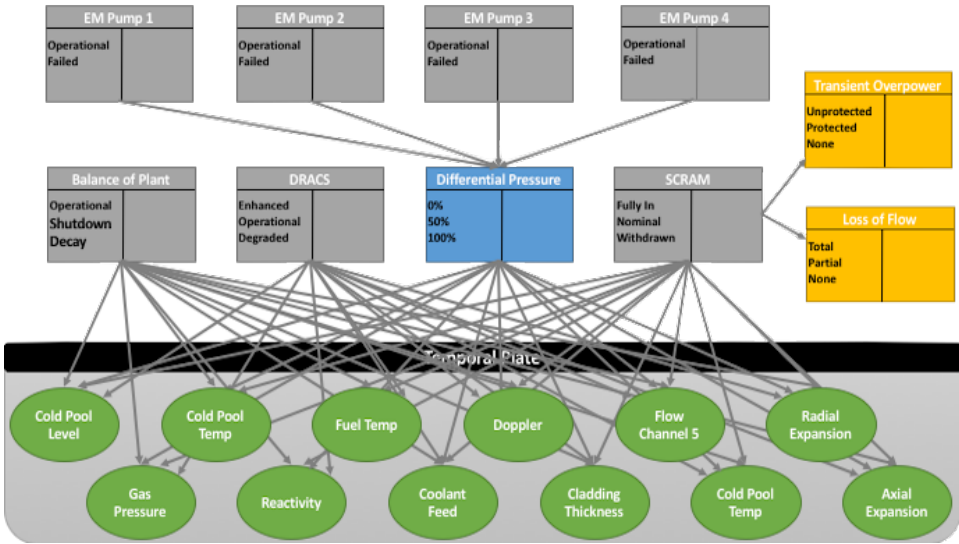 EM Pump 1
Operational
Failed
EM Pump 2
Operational
Failed
EM Pump 3
Operational
Failed
EM Pump 4
Operational
Failed
Transient Overpower
Unprotected
Protected
None
Balance of Plant
Operational
Shutdown
Decay
DRACS
Enhanced
Operational
Degraded
Differential Pressure
0%
50%
100%
SCRAM
Fully In
Nominal
Withdrawn
Loss of Flow
Total
Partial
None
Temporal Plate
Cold Pool
Level
Cold Pool
Temp
Fuel Temp
Doppler
Flow
Channel 5
Radial
Expansion
Gas
Pressure
Reactivity
Coolant
Feed
Cladding
Thickness
Cold Pool
Temp
Axial
Expansion